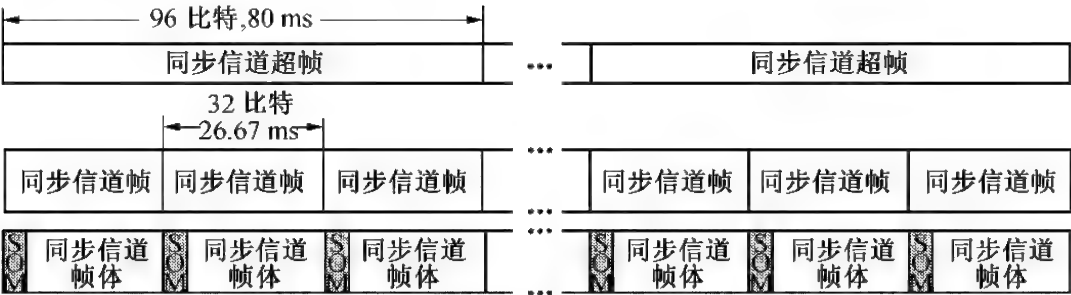 96 比特,80 ms
同步信道超帧 ... 同步信道超帧
32 比特
26.67 ms
... 
同步信道帧 同步信道帧 同步信道帧 同步信道帧 同步信道帧 同步信道帧
... ...
SOM 同步信道帧体 SOM 同步信道帧体 SOM 同步信道帧体 SOM 同步信道帧体 SOM 同步信道帧体 SOM 同步信道帧体
...